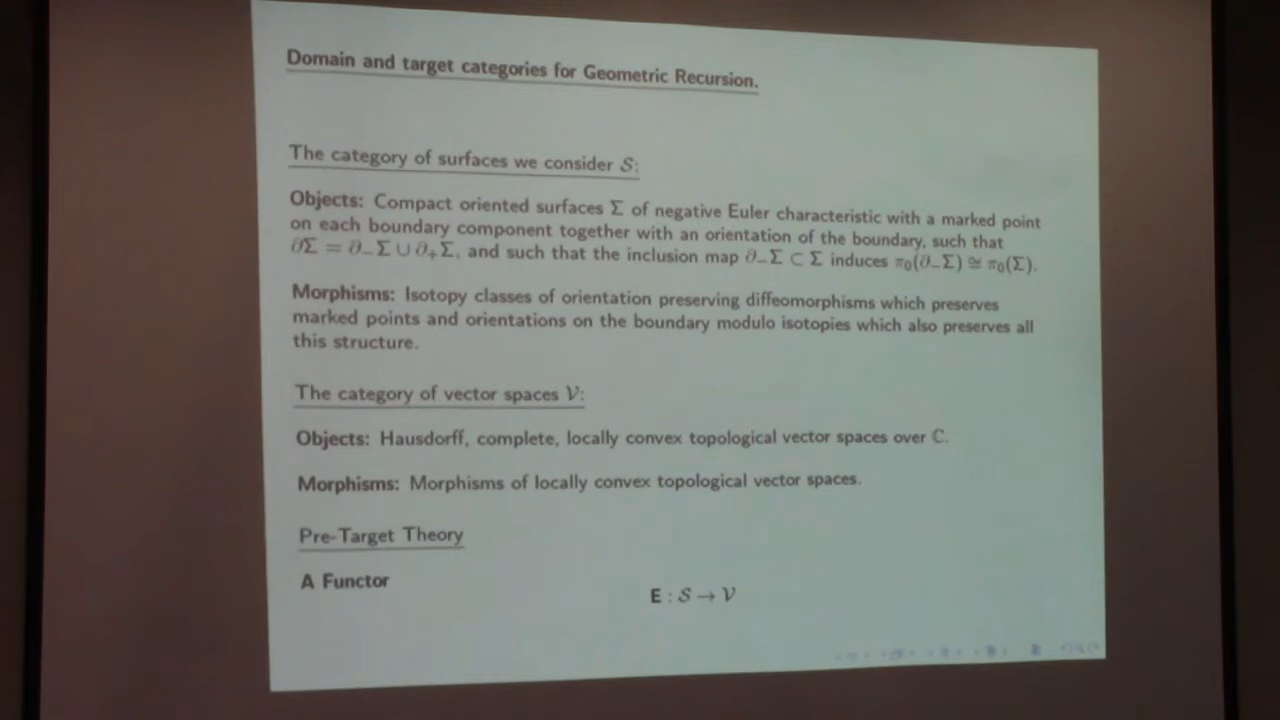 Domain and target categories for Geometric Recursion.
The category of surfaces we consider 𝒮:
Objects: Compact oriented surfaces Σ of negative Euler characteristic with a marked point
on each boundary component together with an orientation of the boundary, such that
∂Σ = ∂₋Σ ∪ ∂₊Σ, and such that the inclusion map ∂₋Σ ⊂ Σ induces π₀(∂₋Σ) ≅ π₀(Σ).
Morphisms: Isotopy classes of orientation preserving diffeomorphisms which preserves
marked points and orientations on the boundary modulo isotopies which also preserves all
this structure.
The category of vector spaces 𝒱:
Objects: Hausdorff, complete, locally convex topological vector spaces over ℂ.
Morphisms: Morphisms of locally convex topological vector spaces.
Pre-Target Theory
A Functor
E : 𝒮 → 𝒱